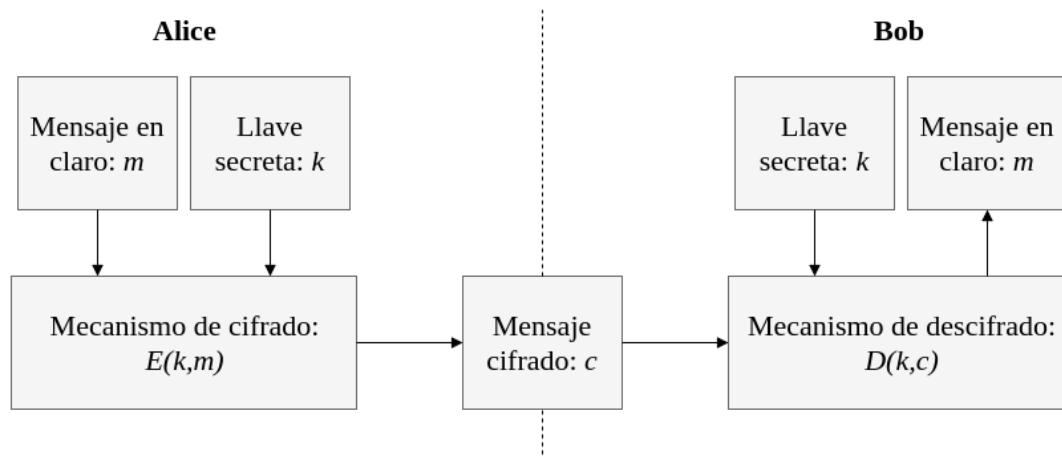 Alice
Bob
Mensaje en
claro: m
Llave
secreta: k
Llave
secreta: k
Mensaje en
claro: m
Mecanismo de cifrado:
E(k,m)
Mensaje
cifrado: c
Mecanismo de descifrado:
D(k,c)